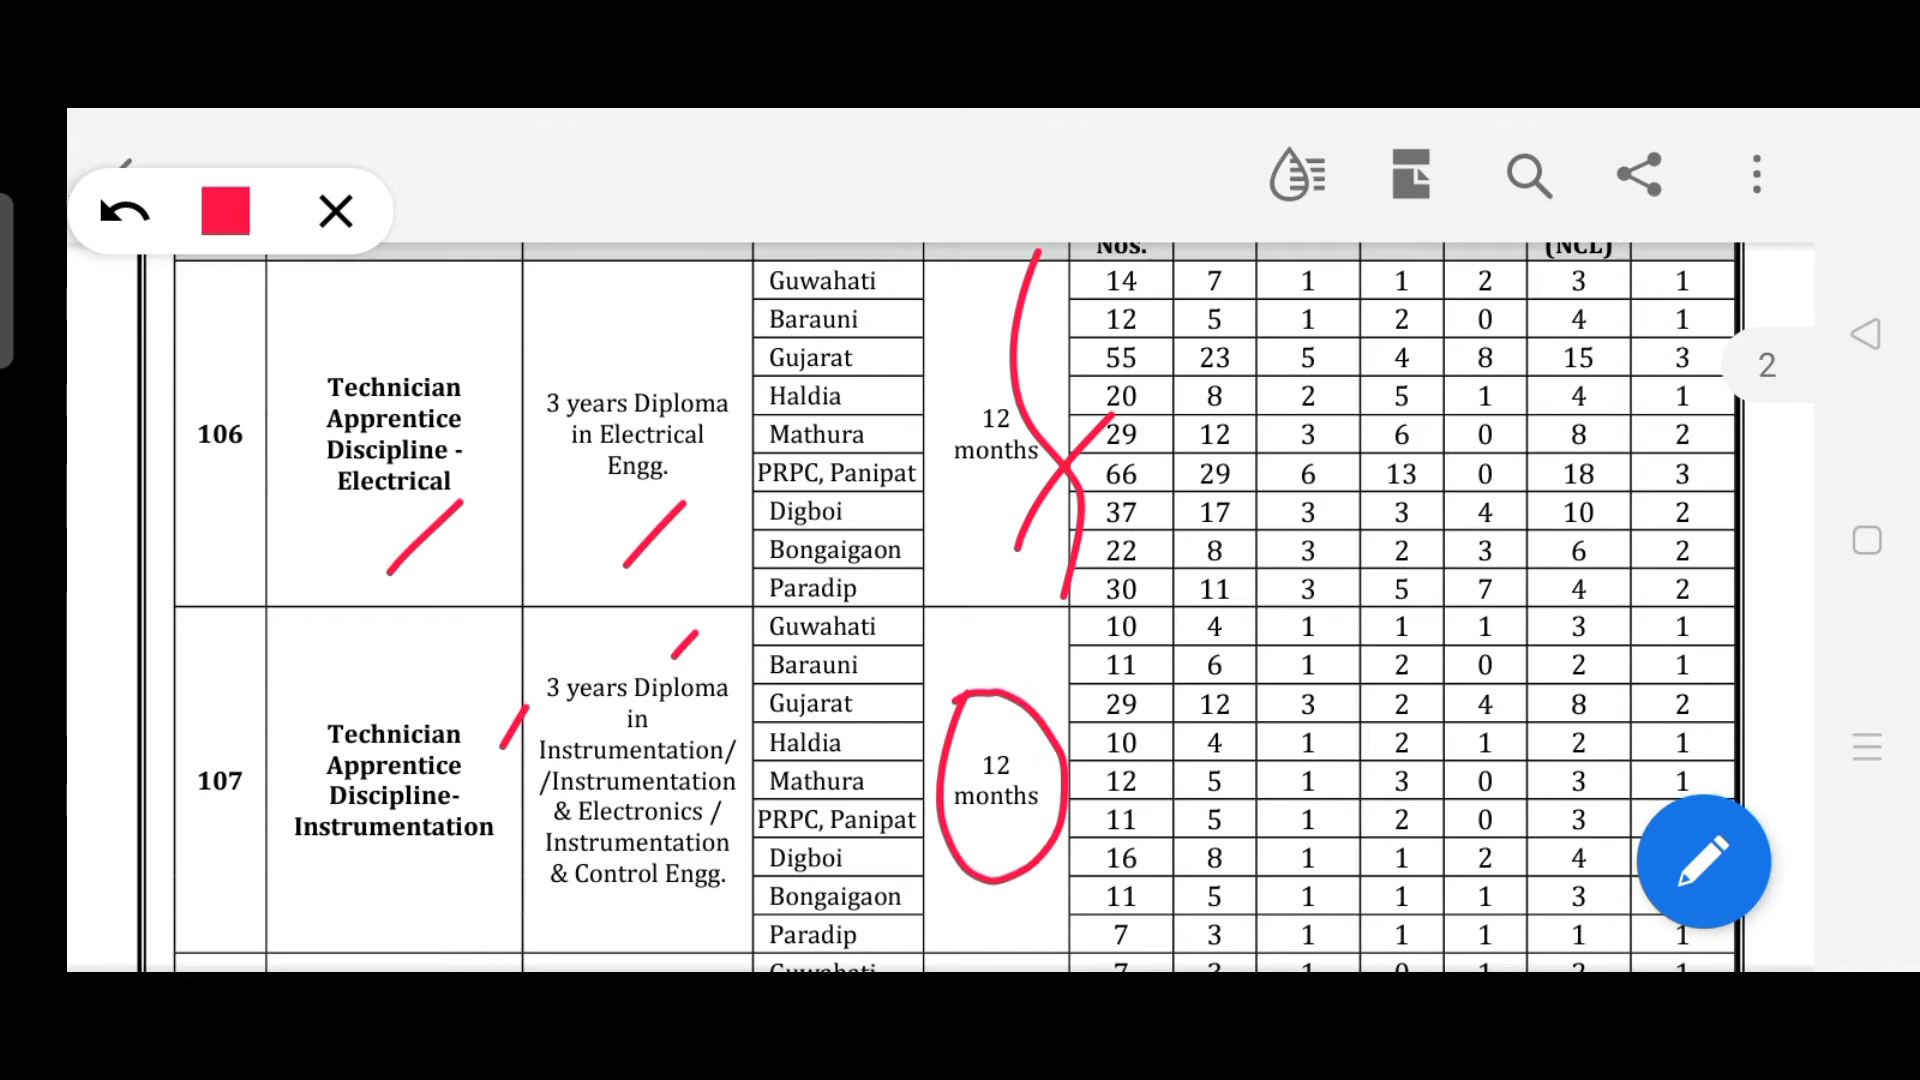 Nos. (NCL)
2
106
Technician
Apprentice
Discipline -
Electrical
3 years Diploma
in Electrical
Engg.
12
months
Guwahati 14 7 1 1 2 3 1
Barauni 12 5 1 2 0 4 1
Gujarat 55 23 5 4 8 15 3
Haldia 20 8 2 5 1 4 1
Mathura 29 12 3 6 0 8 2
PRPC, Panipat 66 29 6 13 0 18 3
Digboi 37 17 3 3 4 10 2
Bongaigaon 22 8 3 2 3 6 2
Paradip 30 11 3 5 7 4 2
107
Technician
Apprentice
Discipline-
Instrumentation
3 years Diploma
in
Instrumentation/
/Instrumentation
& Electronics /
Instrumentation
& Control Engg.
12
months
Guwahati 10 4 1 1 1 3 1
Barauni 11 6 1 2 0 2 1
Gujarat 29 12 3 2 4 8 2
Haldia 10 4 1 2 1 2 1
Mathura 12 5 1 3 0 3 1
PRPC, Panipat 11 5 1 2 0 3
Digboi 16 8 1 1 2 4
Bongaigaon 11 5 1 1 1 3
Paradip 7 3 1 1 1 1 1
Guwahati 7